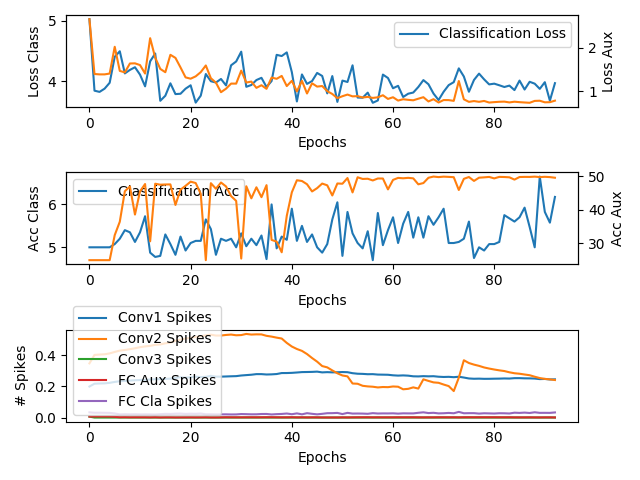 5
4
Loss Class
Classification Loss
2
1
Loss Aux
0 20 40 60 80
Epochs
6
5
Acc Class
Classification Acc
50
40
30
Acc Aux
0 20 40 60 80
Epochs
0.4
0.2
0.0
# Spikes
Conv1 Spikes
Conv2 Spikes
Conv3 Spikes
FC Aux Spikes
FC Cla Spikes
0 20 40 60 80
Epochs